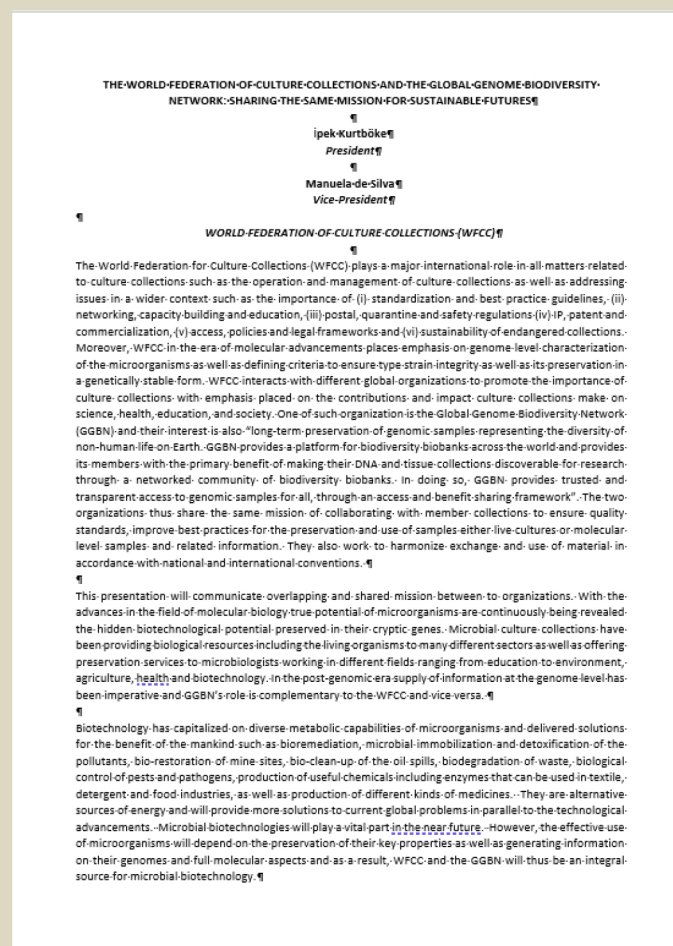 THE WORLD FEDERATION OF CULTURE COLLECTIONS AND THE GLOBAL GENOME BIODIVERSITY
NETWORK: SHARING THE SAME MISSION FOR SUSTAINABLE FUTURES¶
¶
İpek Kurtböke¶
President¶
¶
Manuela de Silva¶
Vice-President¶
¶
WORLD FEDERATION OF CULTURE COLLECTIONS (WFCC)¶
¶
The World Federation for Culture Collections (WFCC) plays a major international role in all matters related
to culture collections such as the operation and management of culture collections as well as addressing
issues in a wider context such as the importance of (i) standardization and best practice guidelines, (ii)
networking, capacity building and education, (iii) postal, quarantine and safety regulations (iv) IP, patent and
commercialization, (v) access, policies and legal frameworks and (vi) sustainability of endangered collections.
Moreover, WFCC in the era of molecular advancements places emphasis on genome level characterization
of the microorganisms as well as defining criteria to ensure type strain integrity as well as its preservation in
a genetically stable form. WFCC interacts with different global organizations to promote the importance of
culture collections with emphasis placed on the contributions and impact culture collections make on
science, health, education, and society. One of such organization is the Global Genome Biodiversity Network
(GGBN) and their interest is also "long-term preservation of genomic samples representing the diversity of
non-human life on Earth. GGBN provides a platform for biodiversity biobanks across the world and provides
its members with the primary benefit of making their DNA and tissue collections discoverable for research
through a networked community of biodiversity biobanks. In doing so, GGBN provides trusted and
transparent access to genomic samples for all, through an access and benefit sharing framework". The two
organizations thus share the same mission of collaborating with member collections to ensure quality
standards, improve best practices for the preservation and use of samples either live cultures or molecular
level samples and related information. They also work to harmonize exchange and use of material in
accordance with national and international conventions. ¶
¶
This presentation will communicate overlapping and shared mission between to organizations. With the
advances in the field of molecular biology true potential of microorganisms are continuously being revealed
the hidden biotechnological potential preserved in their cryptic genes. Microbial culture collections have
been providing biological resources including the living organisms to many different sectors as well as offering
preservation services to microbiologists working in different fields ranging from education to environment,
agriculture, health and biotechnology. In the post-genomic era supply of information at the genome level has
been imperative and GGBN's role is complementary to the WFCC and vice versa. ¶
¶
Biotechnology has capitalized on diverse metabolic capabilities of microorganisms and delivered solutions
for the benefit of the mankind such as bioremediation, microbial immobilization and detoxification of the
pollutants, bio-restoration of mine sites, bio-clean-up of the oil spills, biodegradation of waste, biological
control of pests and pathogens, production of useful chemicals including enzymes that can be used in textile,
detergent and food industries, as well as production of different kinds of medicines. They are alternative
sources of energy and will provide more solutions to current global problems in parallel to the technological
advancements. Microbial biotechnologies will play a vital part in the near future. However, the effective use
of microorganisms will depend on the preservation of their key properties as well as generating information
on their genomes and full molecular aspects and as a result, WFCC and the GGBN will thus be an integral
source for microbial biotechnology. ¶